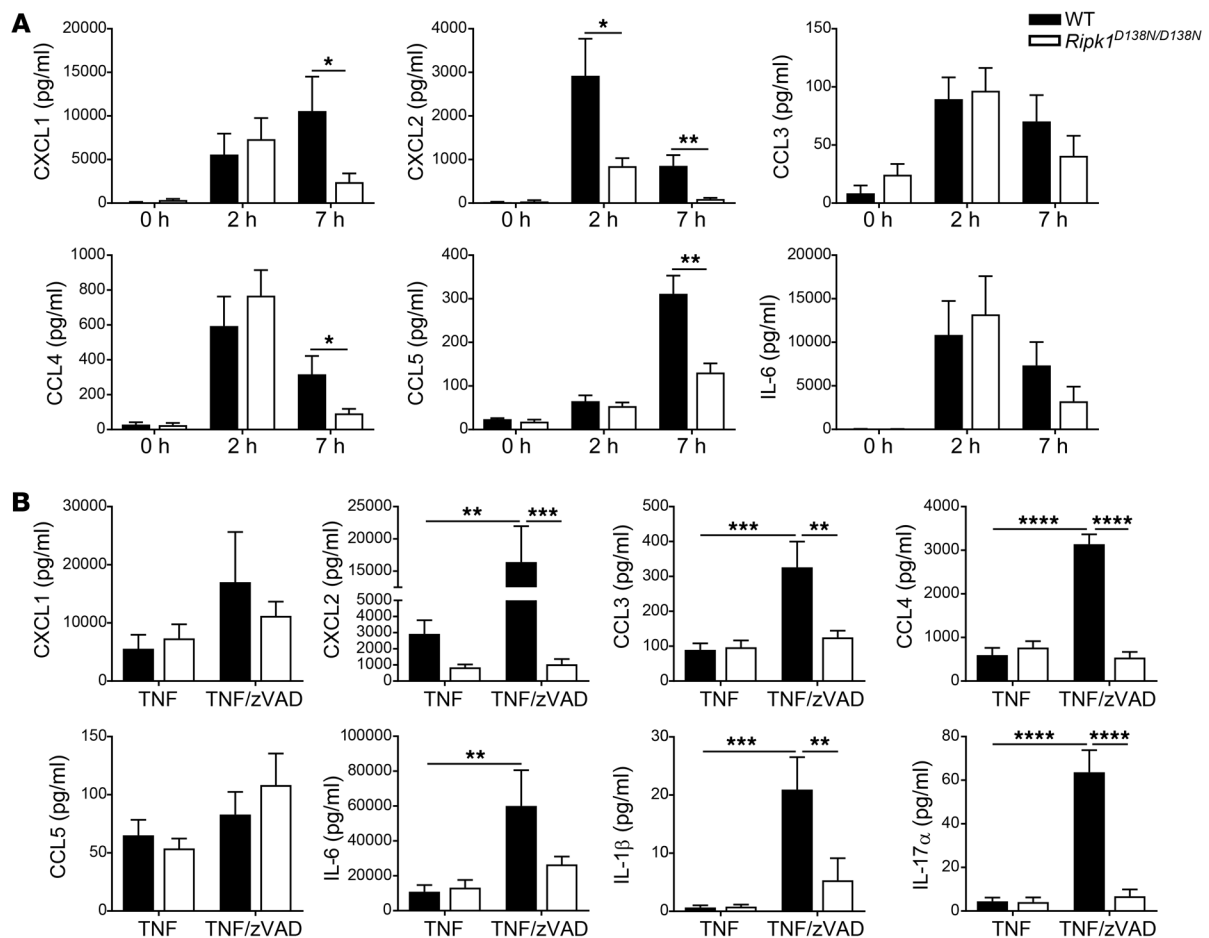 A
WT
Ripk1D138N/D138N
CXCL1 (pg/ml)
20000
15000
10000
5000
0
*
0 h 2 h 7 h
CXCL2 (pg/ml)
4000
3000
2000
1000
0
*
**
0 h 2 h 7 h
CCL3 (pg/ml)
150
100
50
0
0 h 2 h 7 h
CCL4 (pg/ml)
1000
800
600
400
200
0
*
0 h 2 h 7 h
CCL5 (pg/ml)
400
300
200
100
0
**
0 h 2 h 7 h
IL-6 (pg/ml)
20000
15000
10000
5000
0
0 h 2 h 7 h
B
CXCL1 (pg/ml)
30000
20000
10000
0
TNF TNF/zVAD
CXCL2 (pg/ml)
25000
20000
15000
5000
4000
3000
2000
1000
0
** ***
TNF TNF/zVAD
CCL3 (pg/ml)
500
400
300
200
100
0
*** **
TNF TNF/zVAD
CCL4 (pg/ml)
4000
3000
2000
1000
0
**** ****
TNF TNF/zVAD
CCL5 (pg/ml)
150
100
50
0
TNF TNF/zVAD
IL-6 (pg/ml)
100000
80000
60000
40000
20000
0
**
TNF TNF/zVAD
IL-1β (pg/ml)
30
20
10
0
*** **
TNF TNF/zVAD
IL-17α (pg/ml)
80
60
40
20
0
**** ****
TNF TNF/zVAD